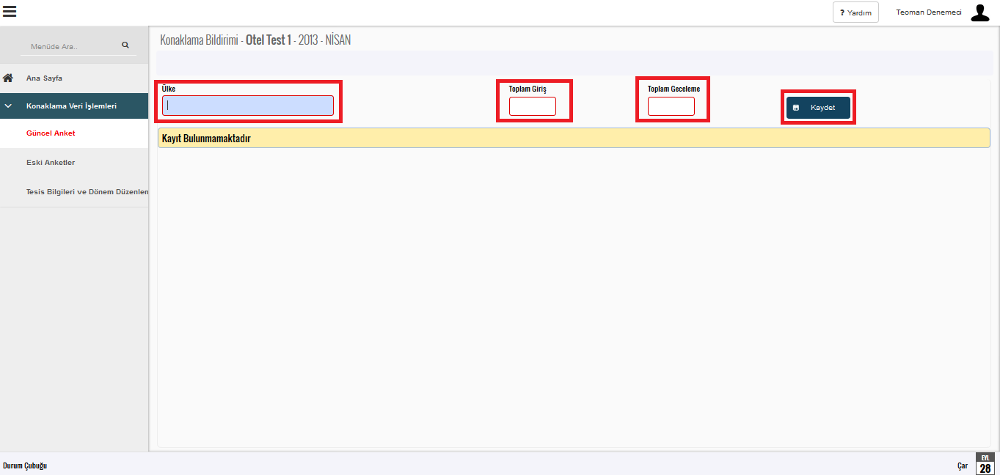 ? Yardım
Teoman Denemeci
Menüde Ara..
Konaklama Bildirimi - Otel Test 1 - 2013 - NİSAN
Ana Sayfa
Ülke
Toplam Giriş
Toplam Geceleme
Konaklama Veri İşlemleri
Kaydet
Güncel Anket
Kayıt Bulunmamaktadır
Eski Anketler
Tesis Bilgileri ve Dönem Düzenlen
Durum Çubuğu
Çar
EYL
28